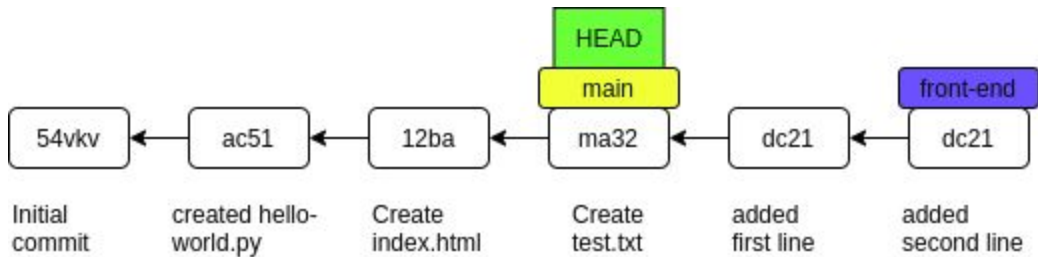 HEAD
main
front-end
54vkv
ac51
12ba
ma32
dc21
dc21
Initial
commit
created hello-
world.py
Create
index.html
Create
test.txt
added
first line
added
second line